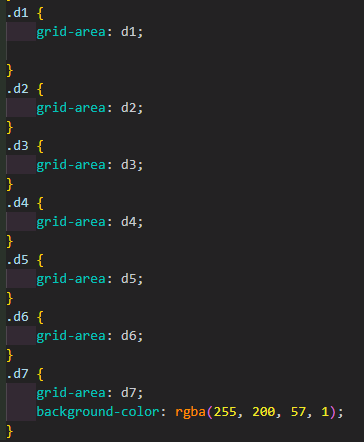 .d1 {
    grid-area: d1;

}
.d2 {
    grid-area: d2;
}
.d3 {
    grid-area: d3;
}
.d4 {
    grid-area: d4;
}
.d5 {
    grid-area: d5;
}
.d6 {
    grid-area: d6;
}
.d7 {
    grid-area: d7;
    background-color: rgba(255, 200, 57, 1);
}